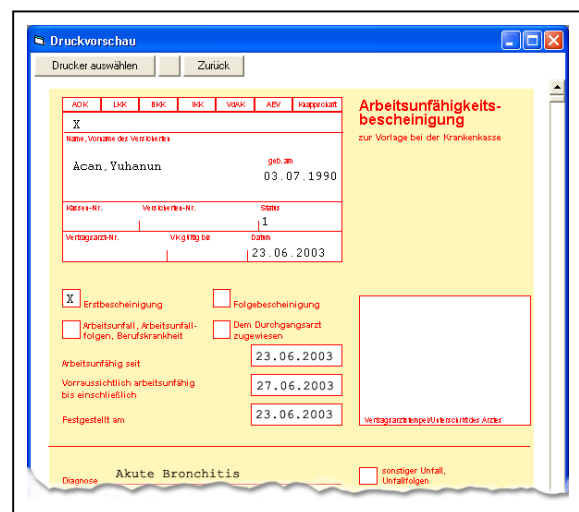 Druckvorschau
Drucker auswählen Zurück
AOK LKK BKK IKK VdAK AEV Knappschaft
X
Name, Vorname des Versicherten
Acan,Yuhanun
geb.am
03.07.1990
Kassen-Nr. Versicherten-Nr. Status
1
Vertragsarzt-Nr. VK gültig bis Datum
23.06.2003
Arbeitsunfähigkeits-
bescheinigung
zur Vorlage bei der Krankenkasse
X Erstbescheinigung Folgebescheinigung
Arbeitsunfall, Arbeitsunfall-
folgen, Berufskrankheit
Dem Durchgangsarzt
zugewiesen
Arbeitsunfähig seit 23.06.2003
Vorraussichtlich arbeitsunfähig
bis einschließlich 27.06.2003
Festgestellt am 23.06.2003
Vertragsarztstempel/Unterschrift des Arztes
Diagnose Akute Bronchitis
sonstiger Unfall,
Unfallfolgen